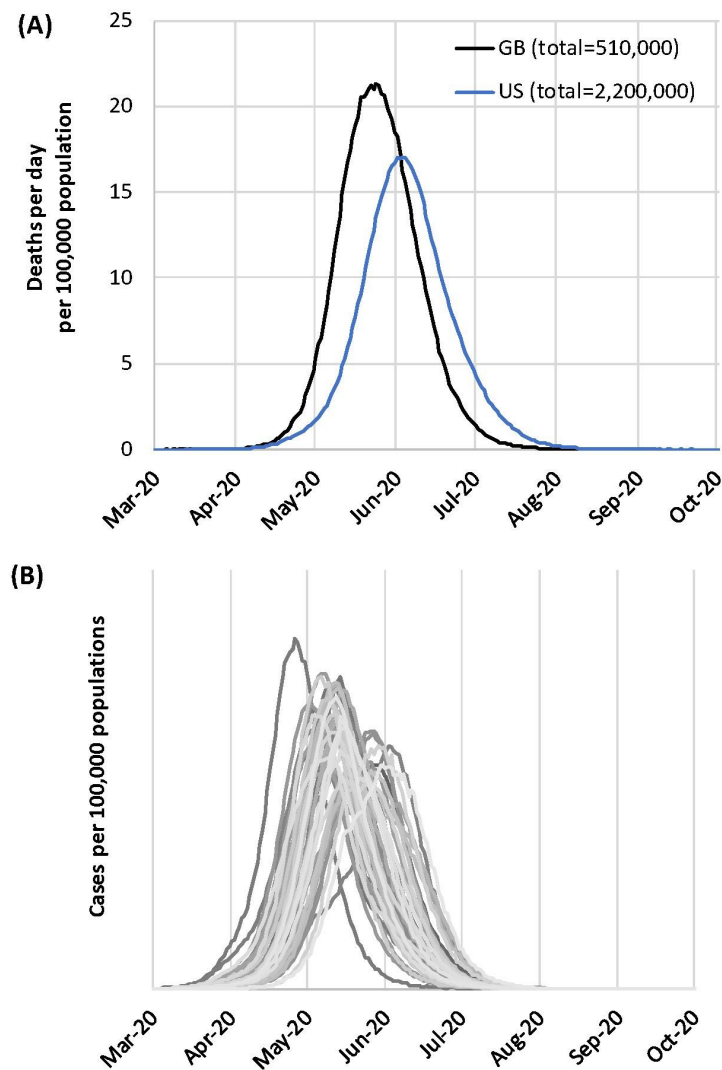 (A)
25
20
15
10
5
0
Deaths per day
per 100,000 population
GB (total=510,000)
US (total=2,200,000)
Mar-20
Apr-20
May-20
Jun-20
Jul-20
Aug-20
Sep-20
Oct-20
(B)
Cases per 100,000 populations
Mar-20
Apr-20
May-20
Jun-20
Jul-20
Aug-20
Sep-20
Oct-20